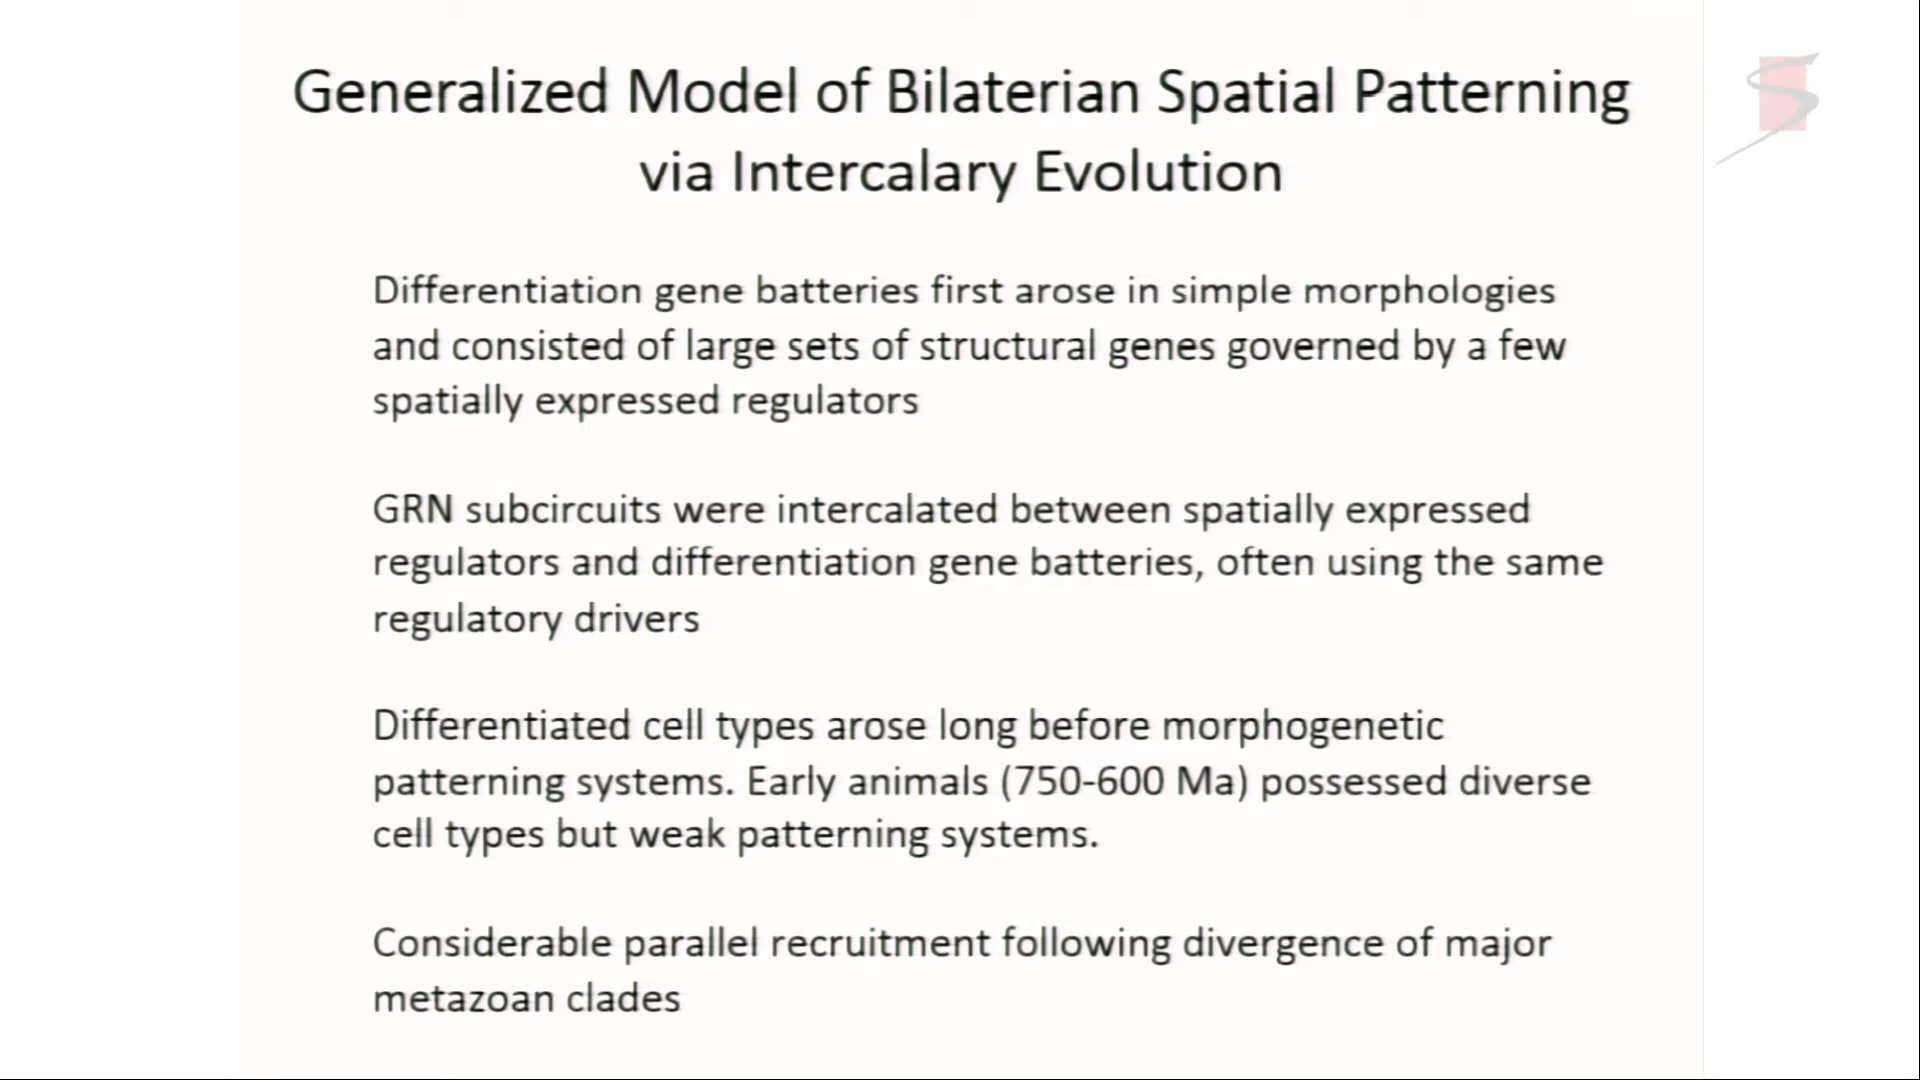 Generalized Model of Bilaterian Spatial Patterning
via Intercalary Evolution
Differentiation gene batteries first arose in simple morphologies
and consisted of large sets of structural genes governed by a few
spatially expressed regulators
GRN subcircuits were intercalated between spatially expressed
regulators and differentiation gene batteries, often using the same
regulatory drivers
Differentiated cell types arose long before morphogenetic
patterning systems. Early animals (750-600 Ma) possessed diverse
cell types but weak patterning systems.
Considerable parallel recruitment following divergence of major
metazoan clades